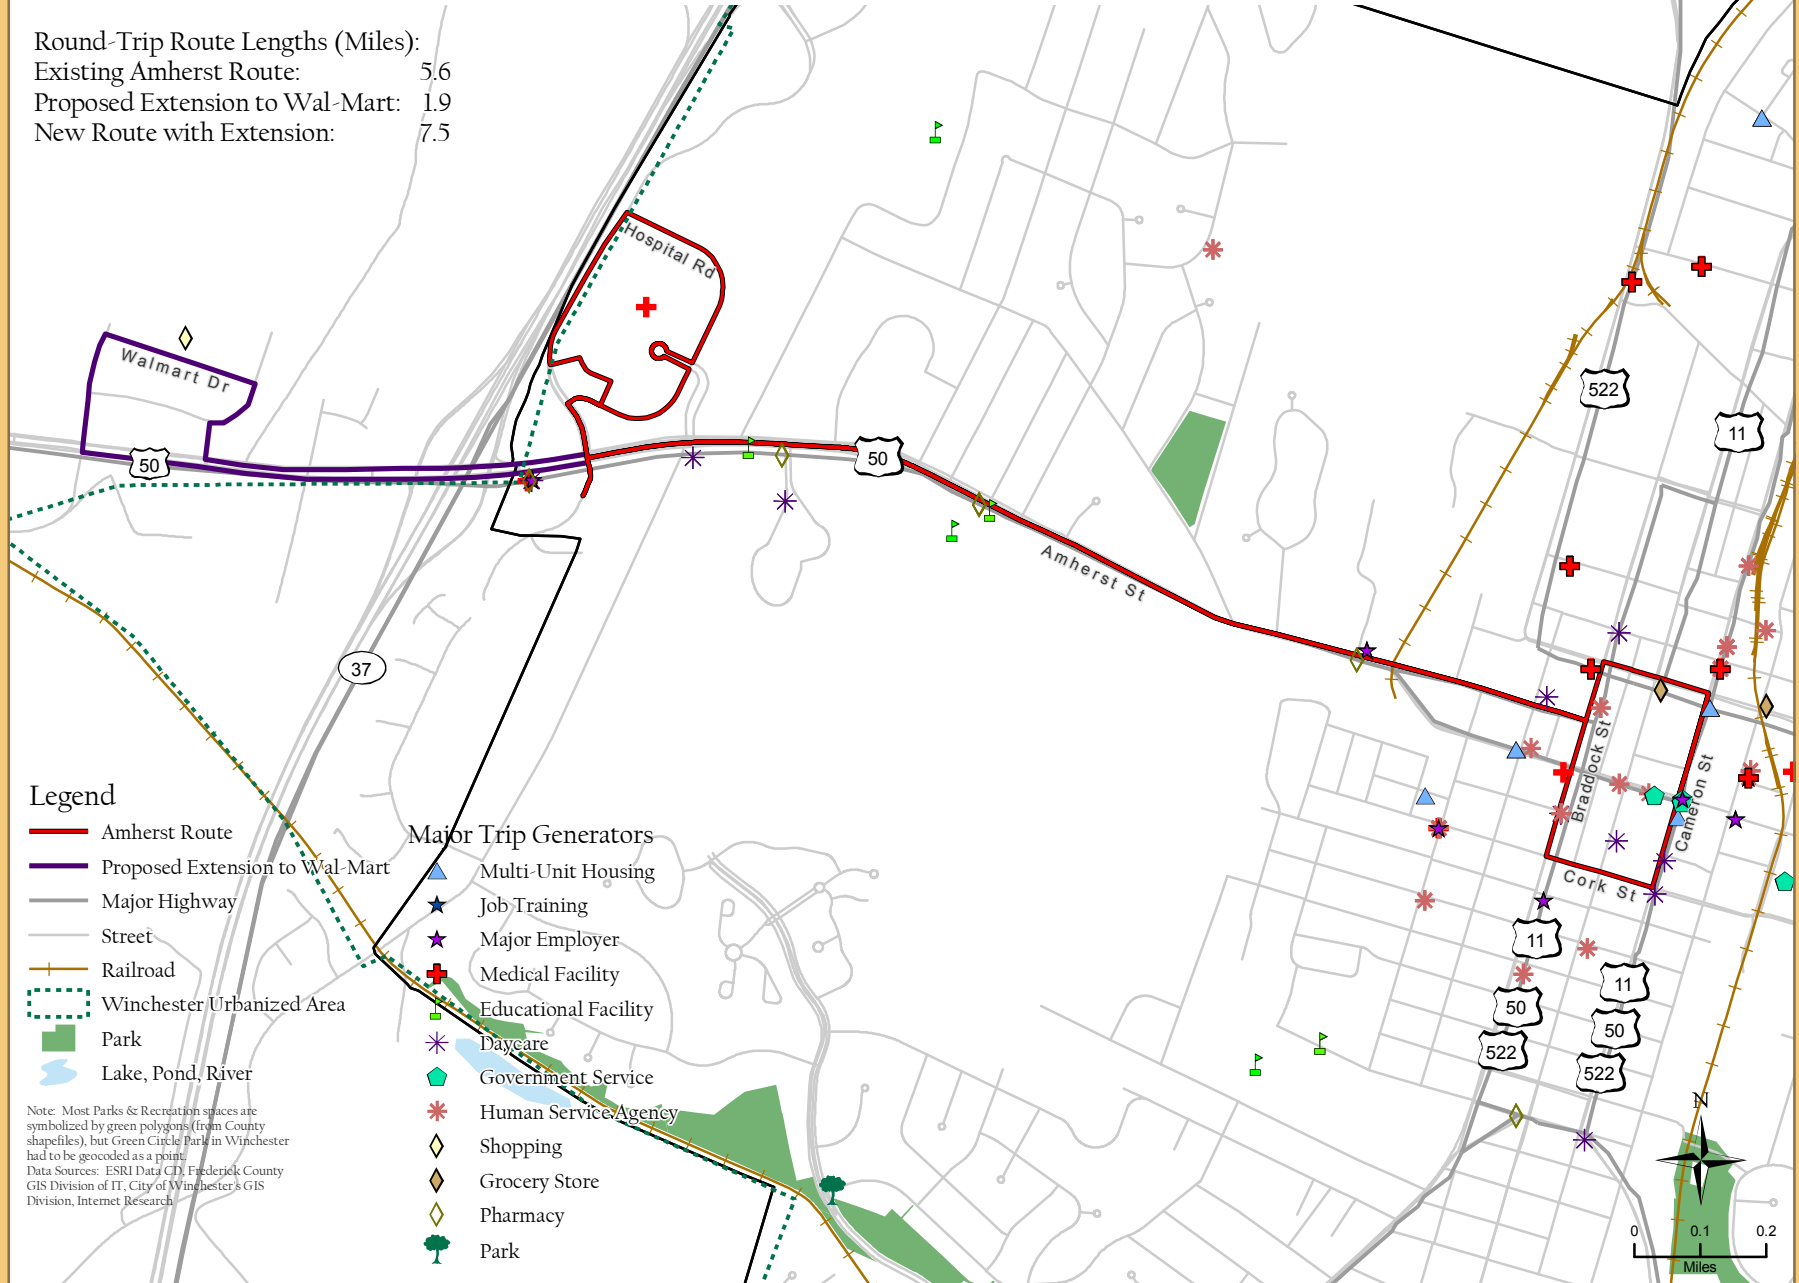 Round-Trip Route Lengths (Miles):
Existing Amherst Route: 5.6
Proposed Extension to Wal-Mart: 1.9
New Route with Extension: 7.5
Hospital Rd
Walmart Dr
50
50
522
11
Amherst St
37
Braddock St
Cameron St
Cork St
11
11
50
50
522
522
Legend
Amherst Route
Proposed Extension to Wal-Mart
Major Highway
Street
Railroad
Winchester Urbanized Area
Park
Lake, Pond, River
Major Trip Generators
Multi-Unit Housing
Job Training
Major Employer
Medical Facility
Educational Facility
Daycare
Government Service
Human Service Agency
Shopping
Grocery Store
Pharmacy
Park
Note: Most Parks & Recreation spaces are
symbolized by green polygons (from County
shapefiles), but Green Circle Park in Winchester
had to be geocoded as a point.
Data Sources: ESRI Data CD, Frederick County
GIS Division of IT, City of Winchester's GIS
Division, Internet Research
N
0 0.1 0.2
Miles